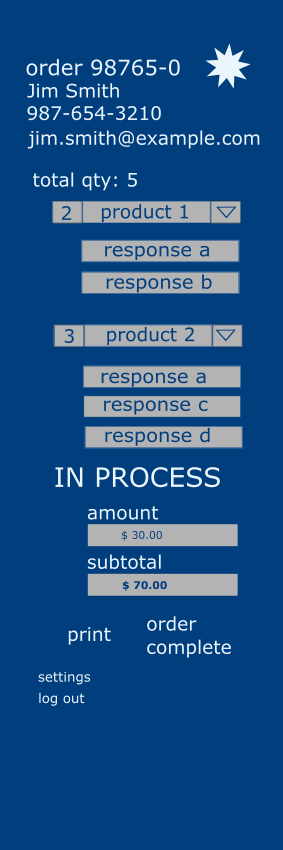 order 98765-0
Jim Smith
987-654-3210
jim.smith@example.com
total qty: 5
2 product 1
response a
response b
3 product 2
response a
response c
response d
IN PROCESS
amount
$ 30.00
subtotal
$ 70.00
print
order
complete
settings
log out